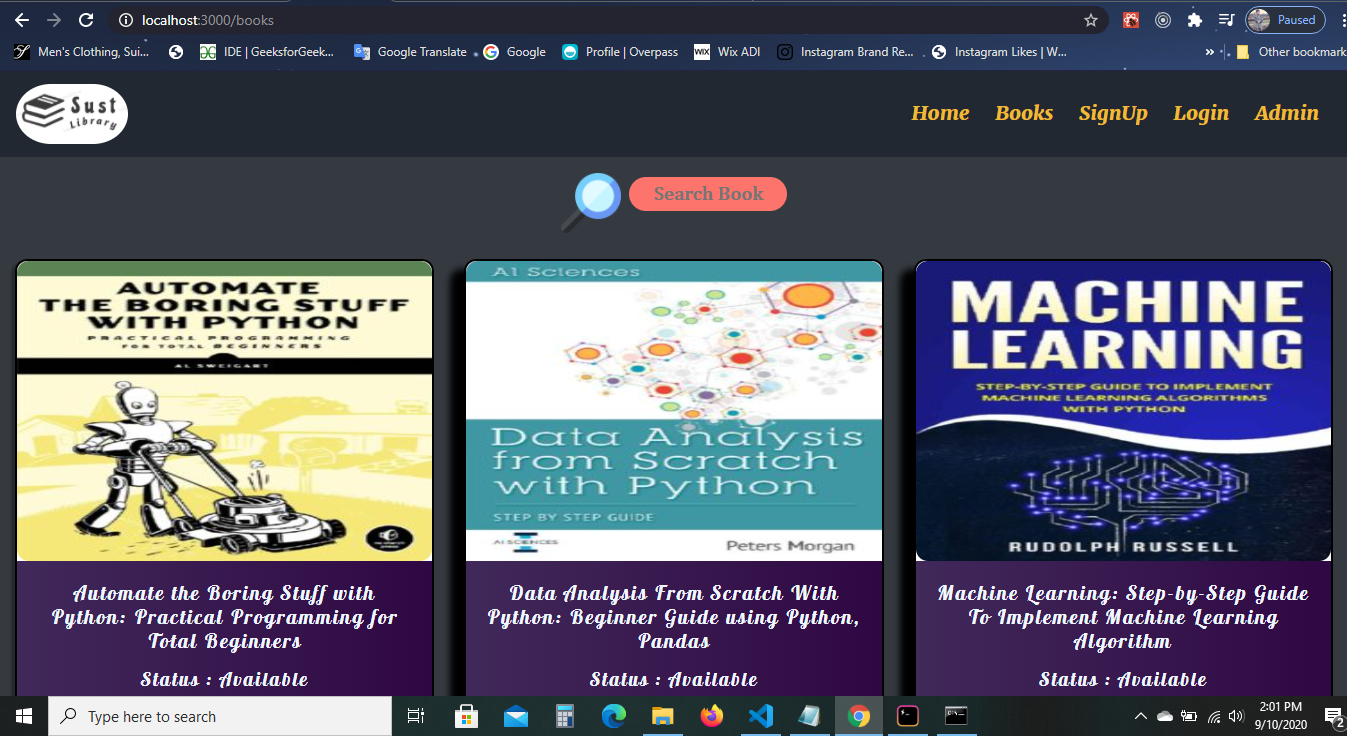 localhost:3000/books
Paused
Men's Clothing, Sui...
IDE | GeeksforGeek...
Google Translate
Google
Profile | Overpass
WIX
Wix ADI
Instagram Brand Re...
Instagram Likes | W...
»
Other bookmark
Sust
Library
Home
Books
SignUp
Login
Admin
Search Book
AUTOMATE
THE BORING STUFF
WITH PYTHON
PRACTICAL PROGRAMMING
FOR TOTAL BEGINNERS
AL SWEIGART
AI Sciences
Data Analysis
from Scratch
with Python
STEP BY STEP GUIDE
AI SCIENCES
Peters Morgan
MACHINE
LEARNING
STEP-BY-STEP GUIDE TO IMPLEMENT
MACHINE LEARNING ALGORITHMS
WITH PYTHON
RUDOLPH RUSSELL
Automate the Boring Stuff with
Python: Practical Programming for
Total Beginners
Status : Available
Data Analysis From Scratch With
Python: Beginner Guide using Python,
Pandas
Status : Available
Machine Learning: Step-by-Step Guide
To Implement Machine Learning
Algorithm
Status : Available
Type here to search
2:01 PM
9/10/2020
2